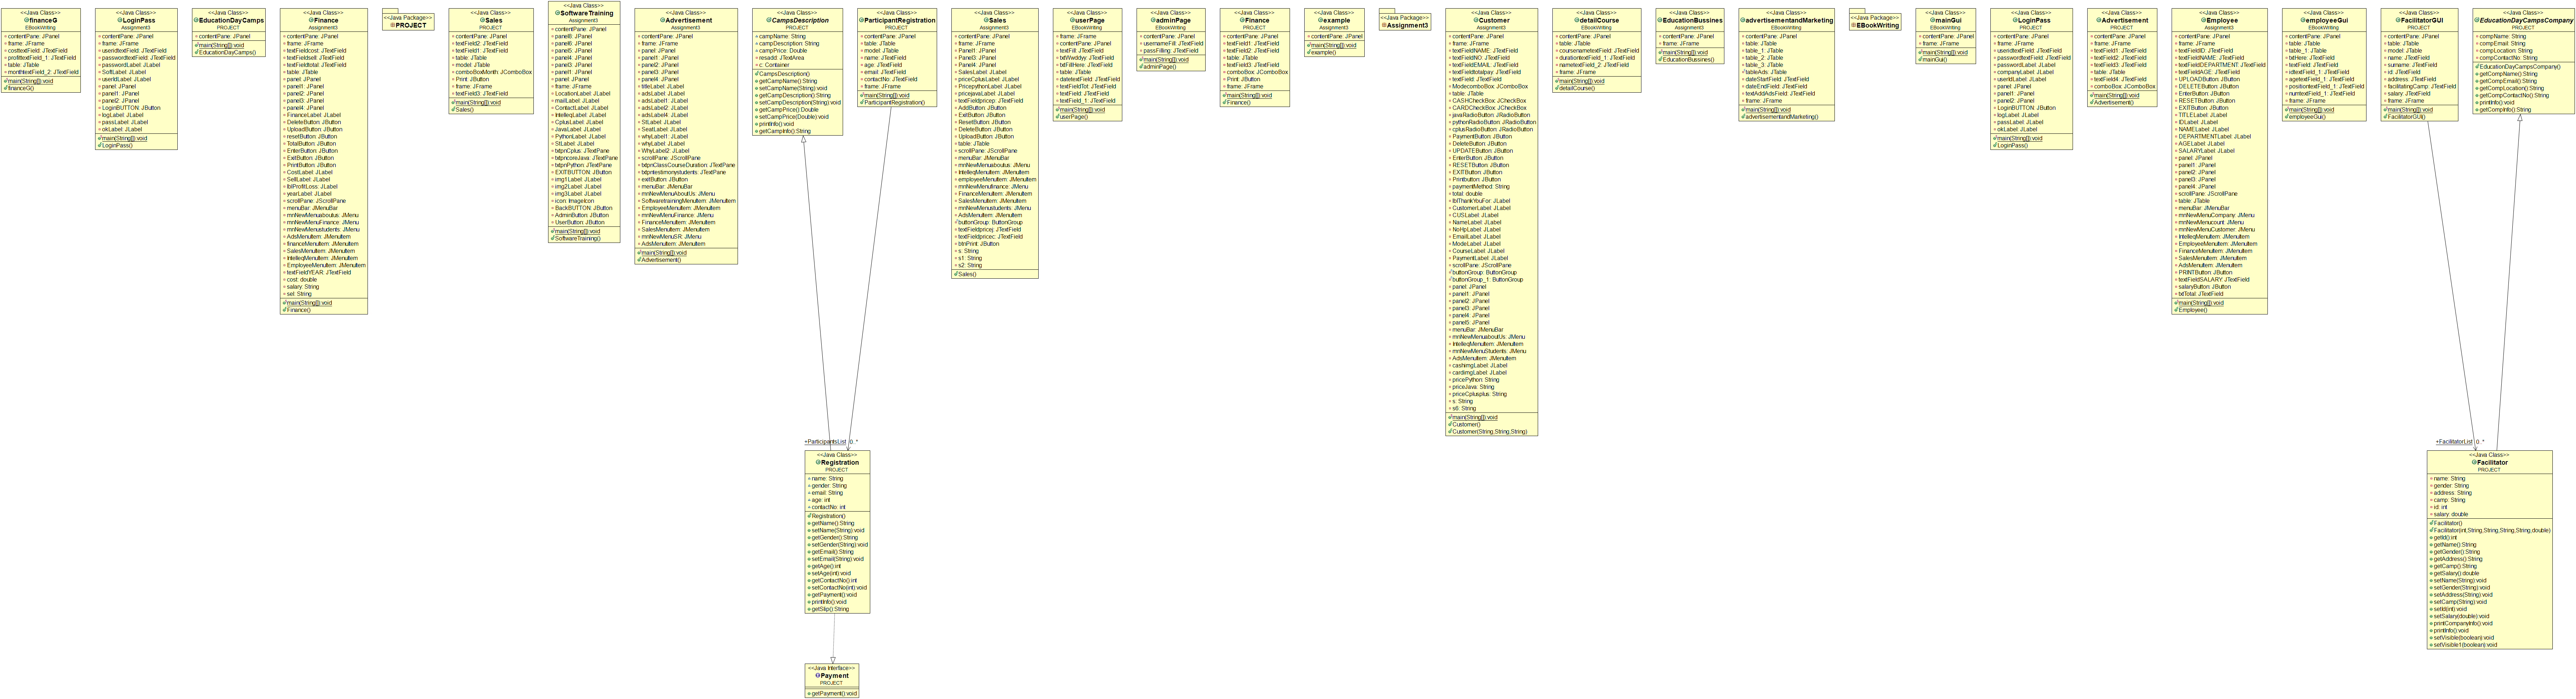 <<Java Class>>
financeG
EBookWriting
contentPane: JPanel
frame: JFrame
costtextField: JTextField
profittextField_1: JTextField
table: JTable
monthtextField_2: JTextField
main(String[]):void
financeG()
<<Java Class>>
LoginPass
Assignment3
contentPane: JPanel
frame: JFrame
useridtextField: JTextField
passwordtextField: JTextField
passwordLabel: JLabel
SoftLabel: JLabel
userIdLabel: JLabel
panel: JPanel
panel1: JPanel
panel2: JPanel
LoginBUTTON: JButton
logLabel: JLabel
passLabel: JLabel
okLabel: JLabel
main(String[]):void
LoginPass()
<<Java Class>>
EducationDayCamps
PROJECT
contentPane: JPanel
main(String[]):void
EducationDayCamps()
<<Java Class>>
Finance
Assignment3
contentPane: JPanel
frame: JFrame
textFieldcost: JTextField
textFieldsell: JTextField
textFieldtotal: JTextField
table: JTable
panel: JPanel
panel1: JPanel
panel2: JPanel
panel3: JPanel
panel4: JPanel
FinanceLabel: JLabel
DeleteButton: JButton
UploadButton: JButton
resetButton: JButton
TotalButton: JButton
EnterButton: JButton
ExitButton: JButton
PrintButton: JButton
CostLabel: JLabel
SellLabel: JLabel
lblProfitLoss: JLabel
yearLabel: JLabel
scrollPane: JScrollPane
menuBar: JMenuBar
mnNewMenuaboutus: JMenu
mnNewMenuFinance: JMenu
mnNewMenustudents: JMenu
AdsMenuItem: JMenuItem
financeMenuItem: JMenuItem
SalesMenuItem: JMenuItem
IntelleqMenuItem: JMenuItem
EmployeeMenuItem: JMenuItem
textFieldYEAR: JTextField
cost: double
salary: String
sel: String
main(String[]):void
Finance()
<<Java Package>>
PROJECT
<<Java Class>>
Sales
PROJECT
contentPane: JPanel
textField2: JTextField
textField1: JTextField
table: JTable
model: JTable
comboBoxMonth: JComboBox
Print: JButton
frame: JFrame
textField3: JTextField
main(String[]):void
Sales()
<<Java Class>>
SoftwareTraining
Assignment3
contentPane: JPanel
panel8: JPanel
panel6: JPanel
panel5: JPanel
panel4: JPanel
panel3: JPanel
panel1: JPanel
panel: JPanel
frame: JFrame
LocationLabel: JLabel
mailLabel: JLabel
ContactLabel: JLabel
IntelleqLabel: JLabel
CplusLabel: JLabel
JavaLabel: JLabel
PythonLabel: JLabel
StLabel: JLabel
txtpnCplus: JTextPane
txtpncoreJava: JTextPane
txtpnPython: JTextPane
EXITBUTTON: JButton
img1Label: JLabel
img2Label: JLabel
img3Label: JLabel
icon: ImageIcon
BackBUTTON: JButton
AdminButton: JButton
UserButton: JButton
main(String[]):void
SoftwareTraining()
<<Java Class>>
Advertisement
Assignment3
contentPane: JPanel
frame: JFrame
panel: JPanel
panel1: JPanel
panel2: JPanel
panel3: JPanel
panel4: JPanel
titleLabel: JLabel
adsLabel: JLabel
adsLabel1: JLabel
adsLabel2: JLabel
adsLabel4: JLabel
StLabel: JLabel
SeatLabel: JLabel
whyLabel1: JLabel
whyLabel: JLabel
WhyLabel2: JLabel
scrollPane: JScrollPane
txtpnClassCourseDuration: JTextPane
txtpntestimonystudents: JTextPane
exitButton: JButton
menuBar: JMenuBar
mnNewMenuAboutUs: JMenu
SoftwaretrainingMenuItem: JMenuItem
EmployeeMenuItem: JMenuItem
mnNewMenuFinance: JMenu
FinanceMenuItem: JMenuItem
SalesMenuItem: JMenuItem
mnNewMenuSR: JMenu
AdsMenuItem: JMenuItem
main(String[]):void
Advertisement()
<<Java Class>>
CampsDescription
PROJECT
campName: String
campDescription: String
campPrice: Double
resadd: JTextArea
c: Container
CampsDescription()
getCampName():String
setCampName(String):void
getCampDescription():String
setCampDescription(String):void
getCampPrice():Double
setCampPrice(Double):void
printInfo():void
getCampInfo():String
<<Java Class>>
ParticipantRegistration
PROJECT
contentPane: JPanel
table: JTable
model: JTable
name: JTextField
age: JTextField
email: JTextField
contactNo: JTextField
frame: JFrame
main(String[]):void
ParticipantRegistration()
<<Java Class>>
Sales
Assignment3
contentPane: JPanel
frame: JFrame
Panel1: JPanel
Panel3: JPanel
Panel4: JPanel
SalesLabel: JLabel
priceCplusLabel: JLabel
PricepythonLabel: JLabel
pricejavaLabel: JLabel
textFieldpricep: JTextField
AddButton: JButton
ExitButton: JButton
ResetButton: JButton
DeleteButton: JButton
UploadButton: JButton
table: JTable
scrollPane: JScrollPane
menuBar: JMenuBar
mnNewMenuaboutus: JMenu
IntelleqMenuItem: JMenuItem
employeeMenuItem: JMenuItem
mnNewMenufinance: JMenu
FinanceMenuItem: JMenuItem
SalesMenuItem: JMenuItem
mnNewMenustudents: JMenu
AdsMenuItem: JMenuItem
buttonGroup: ButtonGroup
textFieldpricej: JTextField
textFieldpricec: JTextField
btnPrint: JButton
s: String
s1: String
s2: String
Sales()
<<Java Class>>
userPage
EBookWriting
frame: JFrame
contentPane: JPanel
textFill: JTextField
txtWwddyy: JTextField
txtFillHere: JTextField
table: JTable
dateletField: JTextField
textFieldTot: JTextField
textField: JTextField
textField_1: JTextField
main(String[]):void
userPage()
<<Java Class>>
adminPage
EBookWriting
contentPane: JPanel
usernameFill: JTextField
passFilling: JTextField
main(String[]):void
adminPage()
<<Java Class>>
Finance
PROJECT
contentPane: JPanel
textField1: JTextField
textField2: JTextField
table: JTable
textField3: JTextField
model: JTable
comboBox: JComboBox
Print: JButton
frame: JFrame
main(String[]):void
Finance()
<<Java Class>>
example
EBookWriting
contentPane: JPanel
main(String[]):void
example()
<<Java Package>>
Assignment3
<<Java Class>>
Customer
Assignment3
contentPane: JPanel
frame: JFrame
textFieldNAME: JTextField
textFieldNO: JTextField
textFieldEMAIL: JTextField
textFieldtotalpay: JTextField
textField: JTextField
ModecomboBox: JComboBox
table: JTable
CASHCheckBox: JCheckBox
CARDCheckBox: JCheckBox
javaRadioButton: JRadioButton
pythonRadioButton: JRadioButton
cplusRadioButton: JRadioButton
PaymentButton: JButton
DeleteButton: JButton
UPDATEButton: JButton
EnterButton: JButton
RESETButton: JButton
EXITButton: JButton
Printbutton: JButton
paymentMethod: String
total: double
lblThankYouFor: JLabel
CustomerLabel: JLabel
CUSLabel: JLabel
NameLabel: JLabel
NoHpLabel: JLabel
EmailLabel: JLabel
ModeLabel: JLabel
CourseLabel: JLabel
PaymentLabel: JLabel
scrollPane: JScrollPane
buttonGroup: ButtonGroup
buttonGroup_1: ButtonGroup
panel: JPanel
panel1: JPanel
panel2: JPanel
panel3: JPanel
panel4: JPanel
panel5: JPanel
menuBar: JMenuBar
mnNewMenuaboutUs: JMenu
IntelleqMenuItem: JMenuItem
mnNewMenuStudents: JMenu
AdsMenuItem: JMenuItem
cashimgLabel: JLabel
cardimgLabel: JLabel
pricePython: String
priceJava: String
priceCplusplus: String
s: String
s6: String
main(String[]):void
Customer()
Customer(String,String,String)
<<Java Class>>
detailCourse
EBookWriting
contentPane: JPanel
table: JTable
coursenametextField: JTextField
durationtextField_1: JTextField
nametextField_2: JTextField
frame: JFrame
main(String[]):void
detailCourse()
<<Java Class>>
EducationBussines
PROJECT
contentPane: JPanel
frame: JFrame
main(String[]):void
EducationBussines()
<<Java Class>>
advertisementandMarketing
EBookWriting
contentPane: JPanel
table: JTable
table_1: JTable
table_2: JTable
table_3: JTable
tableAds: JTable
dateStartField: JTextField
dateEndField: JTextField
textAddAdsField: JTextField
frame: JFrame
main(String[]):void
advertisementandMarketing()
<<Java Package>>
EBookWriting
<<Java Class>>
mainGui
EBookWriting
contentPane: JPanel
frame: JFrame
main(String[]):void
mainGui()
<<Java Class>>
LoginPass
PROJECT
contentPane: JPanel
frame: JFrame
useridtextField: JTextField
passwordtextField: JTextField
passwordLabel: JLabel
companyLabel: JLabel
userIdLabel: JLabel
panel: JPanel
panel1: JPanel
panel2: JPanel
LoginBUTTON: JButton
logLabel: JLabel
passLabel: JLabel
okLabel: JLabel
main(String[]):void
LoginPass()
<<Java Class>>
Advertisement
PROJECT
contentPane: JPanel
frame: JFrame
textField1: JTextField
textField2: JTextField
textField3: JTextField
table: JTable
textField4: JTextField
comboBox: JComboBox
main(String[]):void
Advertisement()
<<Java Class>>
Employee
Assignment3
contentPane: JPanel
frame: JFrame
textFieldID: JTextField
textFieldNAME: JTextField
textFieldDEPARTMENT: JTextField
textFieldAGE: JTextField
UPLOADButton: JButton
DELETEButton: JButton
EnterButton: JButton
RESETButton: JButton
EXITButton: JButton
TITLELabel: JLabel
IDLabel: JLabel
NAMELabel: JLabel
DEPARTMENTLabel: JLabel
AGELabel: JLabel
SALARYLabel: JLabel
panel: JPanel
panel1: JPanel
panel2: JPanel
panel3: JPanel
panel4: JPanel
scrollPane: JScrollPane
table: JTable
menuBar: JMenuBar
mnNewMenuCompany: JMenu
mnNewMenucount: JMenu
mnNewMenuCustomer: JMenu
IntelleqMenuItem: JMenuItem
EmployeeMenuItem: JMenuItem
FinanceMenuItem: JMenuItem
SalesMenuItem: JMenuItem
AdsMenuItem: JMenuItem
PRINTButton: JButton
textFieldSALARY: JTextField
salaryButton: JButton
txtTotal: JTextField
main(String[]):void
Employee()
<<Java Class>>
employeeGui
EBookWriting
contentPane: JPanel
table: JTable
table_1: JTable
txtHere: JTextField
textField: JTextField
idtextField_1: JTextField
agetextField_1: JTextField
positiontextField_1: JTextField
numtextField_1: JTextField
frame: JFrame
main(String[]):void
employeeGui()
<<Java Class>>
FacilitatorGUI
PROJECT
contentPane: JPanel
table: JTable
model: JTable
name: JTextField
surname: JTextField
id: JTextField
address: JTextField
facilitatingCamp: JTextField
salary: JTextField
frame: JFrame
main(String[]):void
FacilitatorGUI()
<<Java Class>>
EducationDayCampsCompany
PROJECT
compName: String
compEmail: String
compLocation: String
compContactNo: String
EducationDayCampsCompany()
getCompName():String
getCompLocation():String
getCompEmail():String
getCompContactNo():String
printInfo():void
getCompInfo():String
+ParticipantsList 0..*
<<Java Class>>
Registration
PROJECT
name: String
gender: String
email: String
age: int
contactNo: int
Registration()
getName():String
setName(String):void
getGender():String
setGender(String):void
getEmail():String
setEmail(String):void
getAge():int
setAge(int):void
getContactNo():int
setContactNo(int):void
getPayment():void
printInfo():void
getSlip():String
<<Java Interface>>
Payment
PROJECT
getPayment():void
+FacilitatorList 0..*
<<Java Class>>
Facilitator
PROJECT
name: String
gender: String
address: String
camp: String
id: int
salary: double
Facilitator()
Facilitator(int,String,String,String,String,double)
getId():int
getName():String
getGender():String
getAddress():String
getCamp():String
getSalary():double
setName(String):void
setGender(String):void
setAddress(String):void
setCamp(String):void
setId(int):void
setSalary(double):void
printCompanyInfo():void
printInfo():void
setVisible(boolean):void
setVisible1(boolean):void